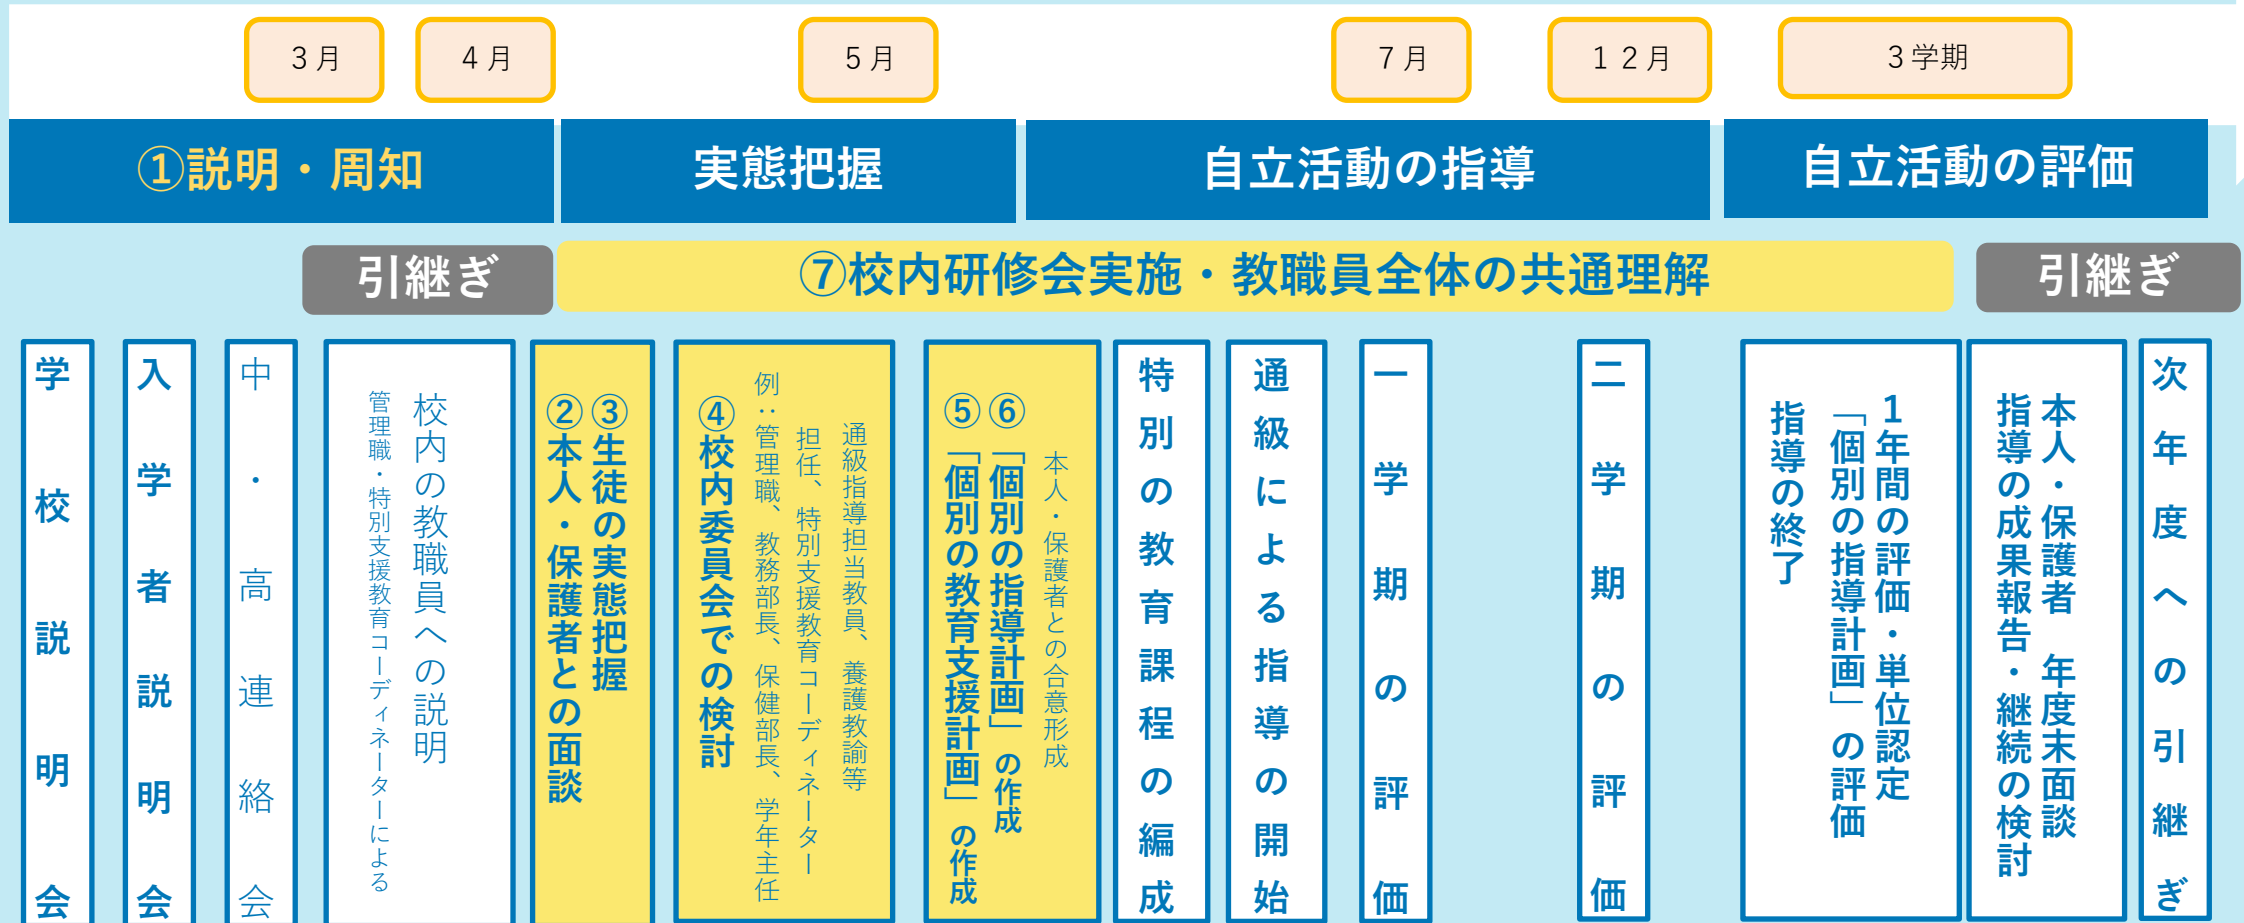 ３月
４月
５月
７月
１２月
３学期
①説明・周知
実態把握
自立活動の指導
自立活動の評価
引継ぎ
⑦校内研修会実施・教職員全体の共通理解
引継ぎ
学校説明会
入学者説明会
中・高連絡会
校内の教職員への説明
管理職・特別支援教育コーディネーターによる
③生徒の実態把握
②本人・保護者との面談
通級指導担当教員、養護教諭等
担任、特別支援教育コーディネーター
例：管理職、教務部長、保健部長、学年主任
④校内委員会での検討
本人・保護者との合意形成
⑥「個別の指導計画」の作成
⑤「個別の教育支援計画」の作成
特別の教育課程の編成
通級による指導の開始
一学期の評価
二学期の評価
１年間の評価・単位認定
「個別の指導計画」の評価
指導の終了
本人・保護者　年度末面談
指導の成果報告・継続の検討
次年度への引継ぎ